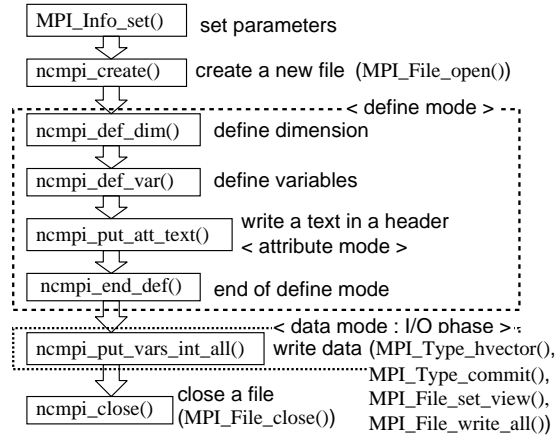 MPI_Info_set() set parameters
ncmpi_create() create a new file (MPI_File_open())
< define mode >
ncmpi_def_dim() define dimension
ncmpi_def_var() define variables
ncmpi_put_att_text() write a text in a header
< attribute mode >
ncmpi_end_def() end of define mode
< data mode : I/O phase >
ncmpi_put_vars_int_all() write data (MPI_Type_hvector(),
MPI_Type_commit(),
MPI_File_set_view(),
MPI_File_write_all())
ncmpi_close() close a file
(MPI_File_close())